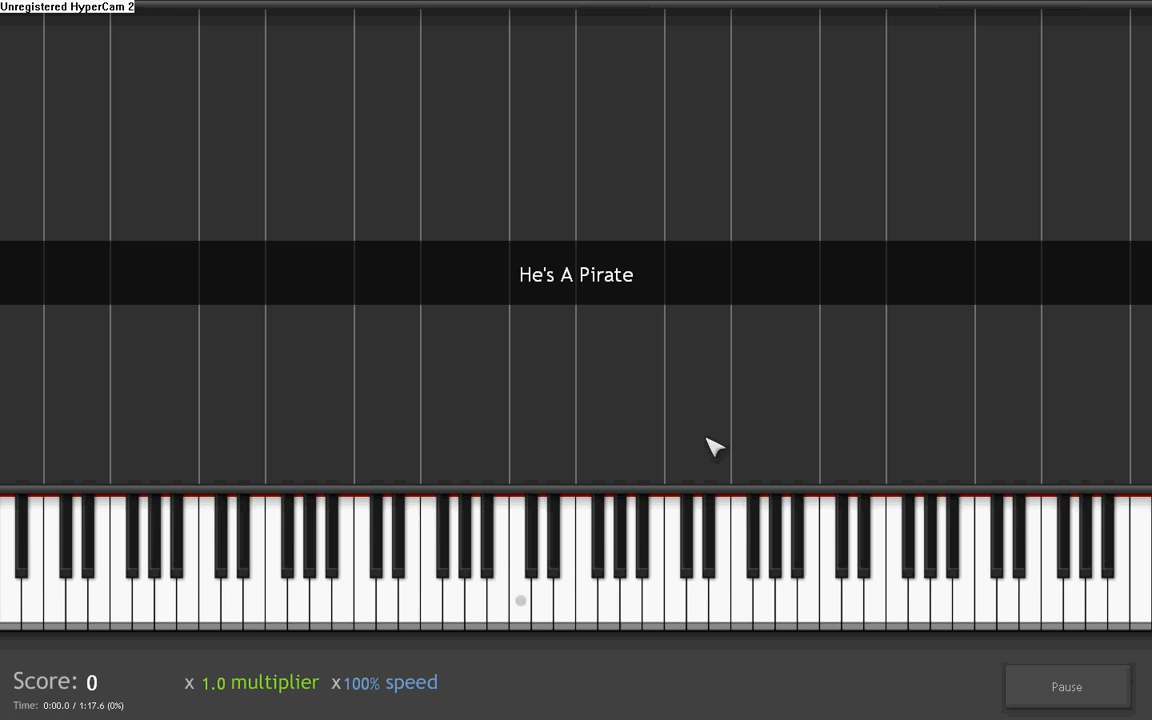 Unregistered HyperCam 2
He's A Pirate
Score: 0 x 1.0 multiplier x100% speed
Time: 0:00.0 / 1:17.6 (0%)
Pause